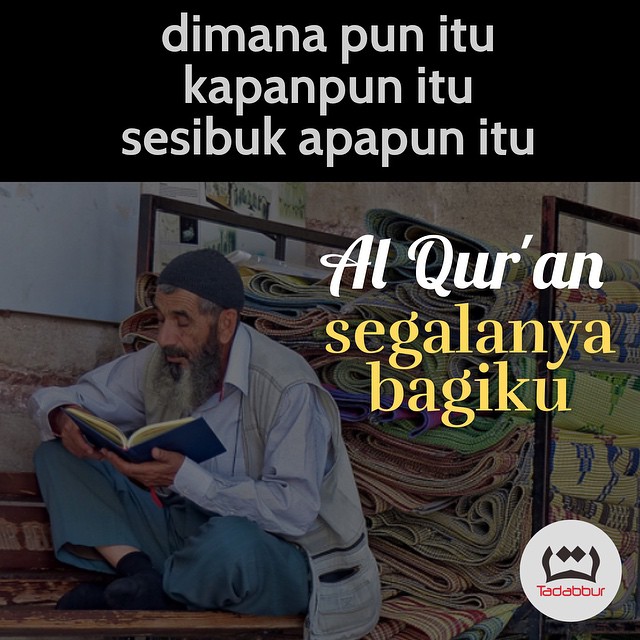 dimana pun itu
kapanpun itu
sesibuk apapun itu
Al Qur'an
segalanya
bagiku
Tadabbur